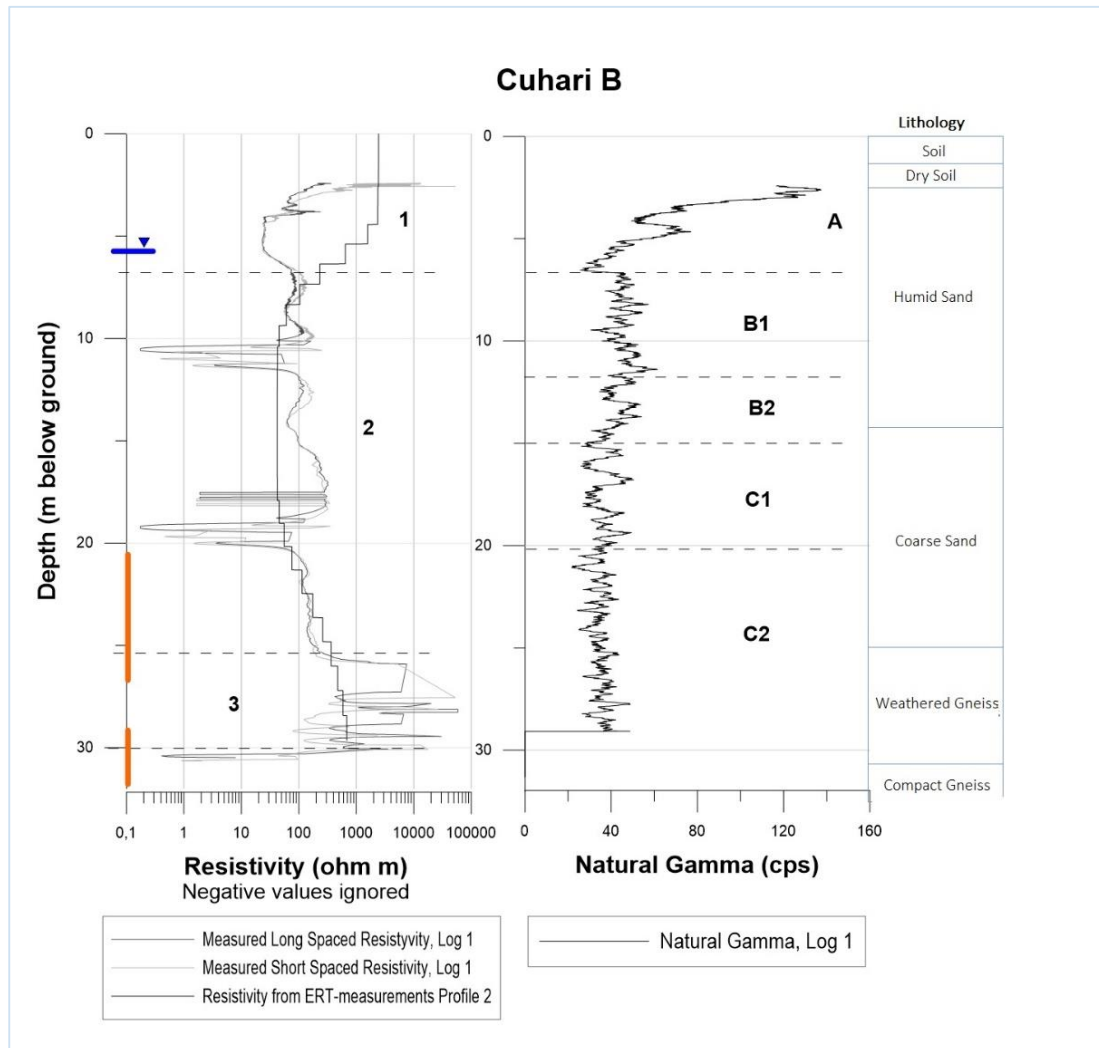 Cuhari B
Lithology
0
10
20
30
Depth (m below ground)
1
2
3
0,1
1
10
100
1000
10000
100000
Resistivity (ohm m)
Negative values ignored
Measured Long Spaced Resistyvity, Log 1
Measured Short Spaced Resistivity, Log 1
Resistivity from ERT-measurements Profile 2
0
10
20
30
A
B1
B2
C1
C2
0
40
80
120
160
Natural Gamma (cps)
Natural Gamma, Log 1
Soil
Dry Soil
Humid Sand
Coarse Sand
Weathered Gneiss
Compact Gneiss